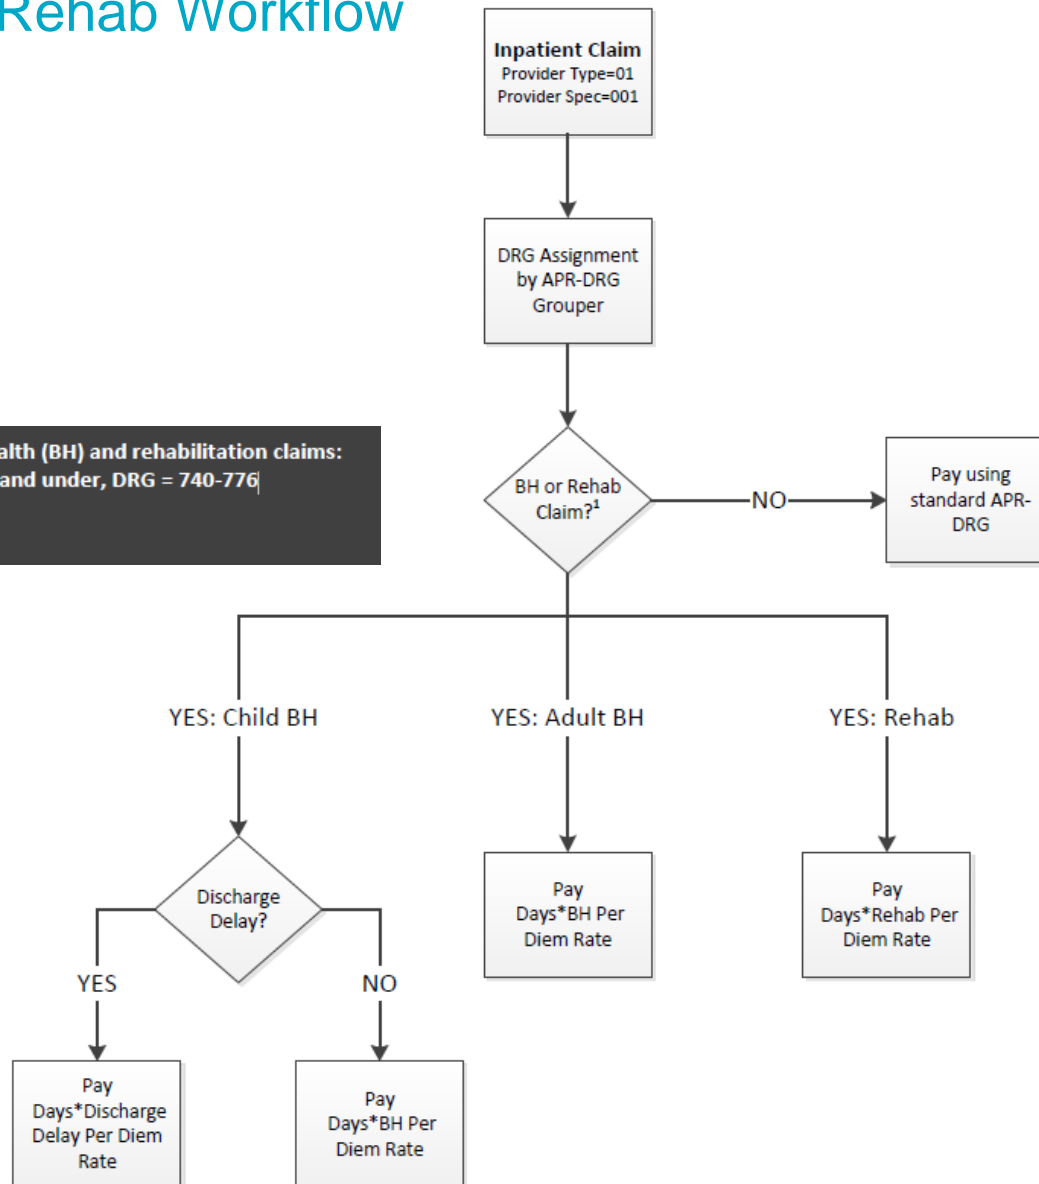 Rehab Workflow
Inpatient Claim
Provider Type=01
Provider Spec=001
DRG Assignment
by APR-DRG
Grouper
alth (BH) and rehabilitation claims:
and under, DRG = 740-776
BH or Rehab
Claim?¹
NO
Pay using
standard APR-
DRG
YES: Child BH
YES: Adult BH
YES: Rehab
Discharge
Delay?
Pay
Days*BH Per
Diem Rate
Pay
Days*Rehab Per
Diem Rate
YES
NO
Pay
Days*Discharge
Delay Per Diem
Rate
Pay
Days*BH Per
Diem Rate